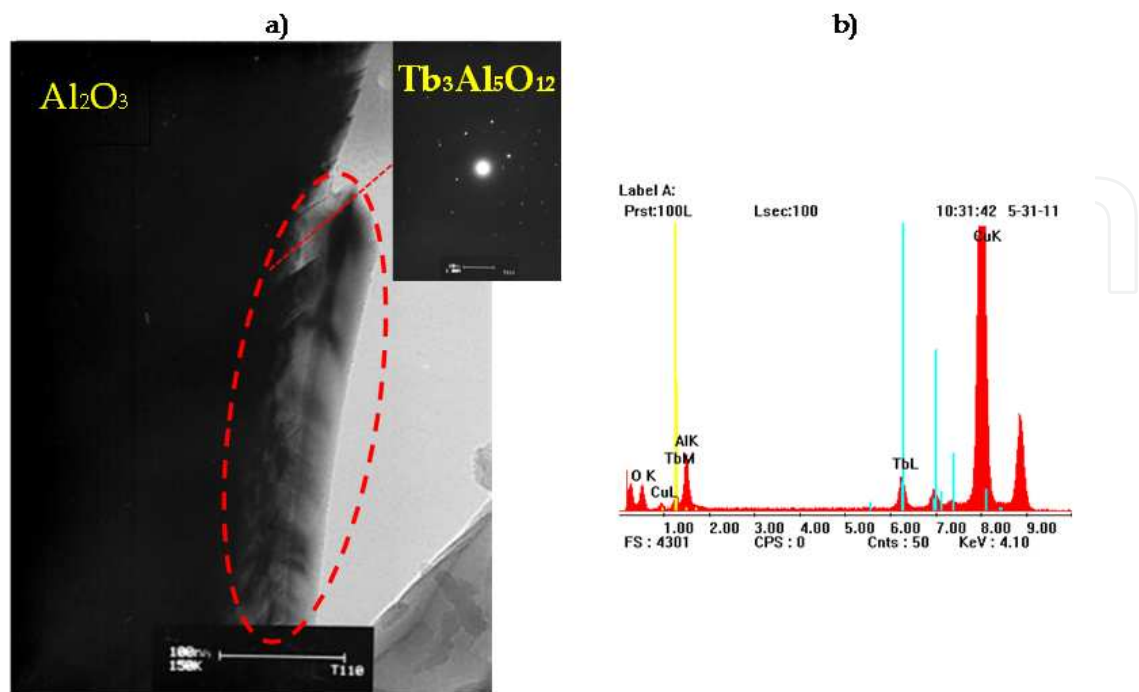 a)
b)
Al₂O₃
Tb₃Al₅O₁₂
100nm
150K T110
Label A:
Prst:100L Lsec:100 10:31:42 5-31-11
CuK
AlK
TbM
O K
CuL
TbL
1.00 2.00 3.00 4.00 5.00 6.00 7.00 8.00 9.00
FS : 4301 CPS : 0 Cnts : 50 KeV : 4.10